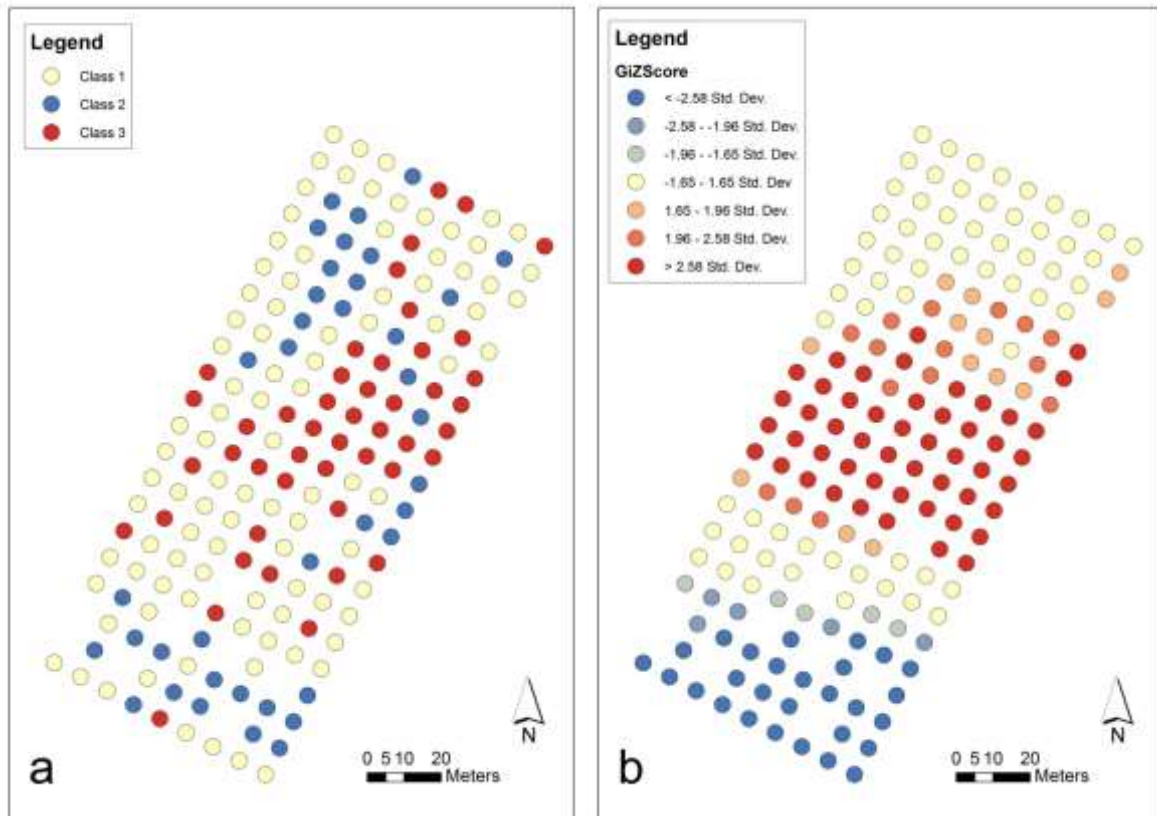 Legend
Class 1
Class 2
Class 3
N
0 5 10 20
Meters
a
Legend
GiZScore
< -2.58 Std. Dev.
-2.58 - -1.96 Std. Dev.
-1.96 - -1.65 Std. Dev.
-1.65 - 1.65 Std. Dev.
1.65 - 1.96 Std. Dev.
1.96 - 2.58 Std. Dev.
> 2.58 Std. Dev.
N
0 5 10 20
Meters
b